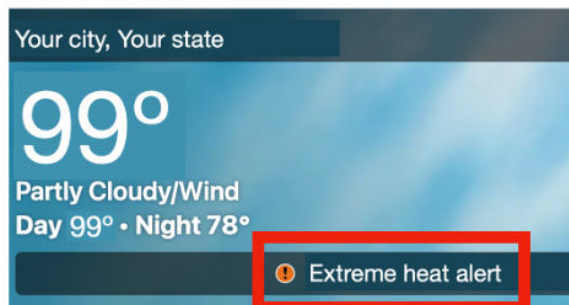 Your city, Your state
99°
Partly Cloudy/Wind
Day 99° • Night 78°
Extreme heat alert